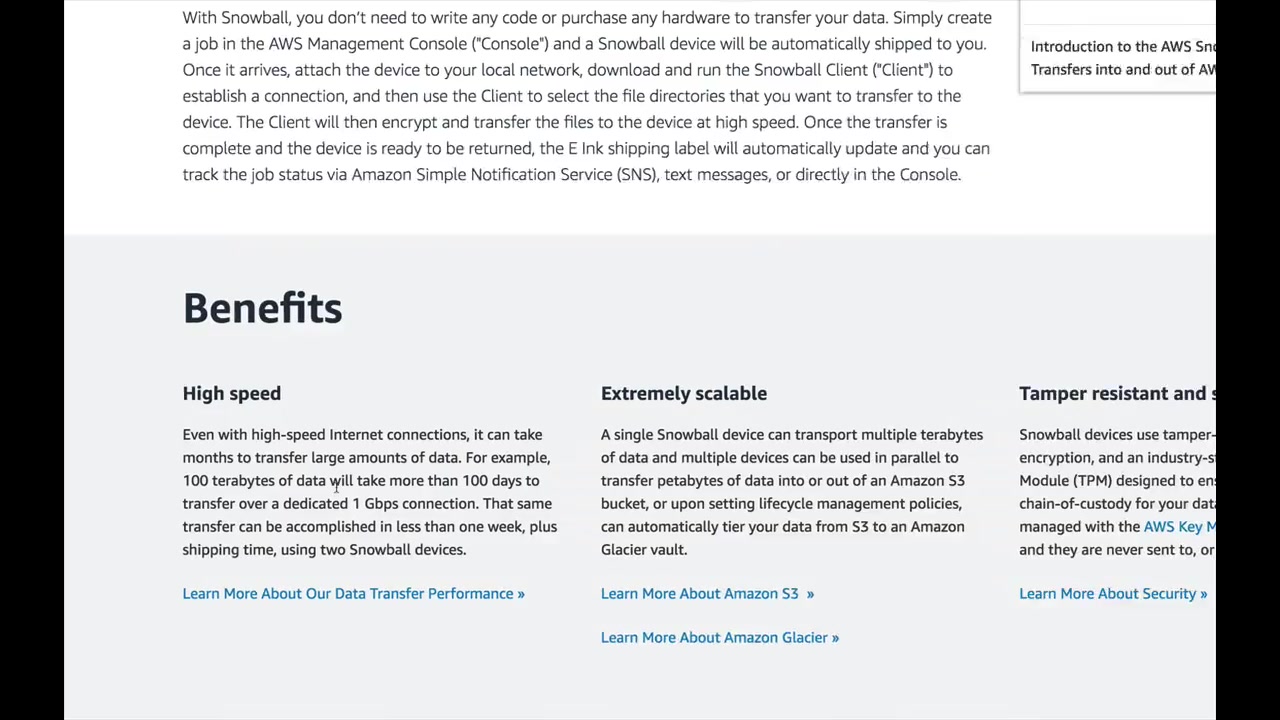 With Snowball, you don’t need to write any code or purchase any hardware to transfer your data. Simply create
a job in the AWS Management Console ("Console") and a Snowball device will be automatically shipped to you.
Once it arrives, attach the device to your local network, download and run the Snowball Client ("Client") to
establish a connection, and then use the Client to select the file directories that you want to transfer to the
device. The Client will then encrypt and transfer the files to the device at high speed. Once the transfer is
complete and the device is ready to be returned, the E Ink shipping label will automatically update and you can
track the job status via Amazon Simple Notification Service (SNS), text messages, or directly in the Console.
Introduction to the AWS
Transfers into and out of
Benefits
High speed
Even with high-speed Internet connections, it can take
months to transfer large amounts of data. For example,
100 terabytes of data will take more than 100 days to
transfer over a dedicated 1 Gbps connection. That same
transfer can be accomplished in less than one week, plus
shipping time, using two Snowball devices.
Learn More About Our Data Transfer Performance »
Extremely scalable
A single Snowball device can transport multiple terabytes
of data and multiple devices can be used in parallel to
transfer petabytes of data into or out of an Amazon S3
bucket, or upon setting lifecycle management policies,
can automatically tier your data from S3 to an Amazon
Glacier vault.
Learn More About Amazon S3 »
Learn More About Amazon Glacier »
Tamper resistant and
Snowball devices use tamper-
encryption, and an
Module (TPM) designed to
chain-of-custody for your
managed with the AWS Key
and they are never sent to, or
Learn More About Security »